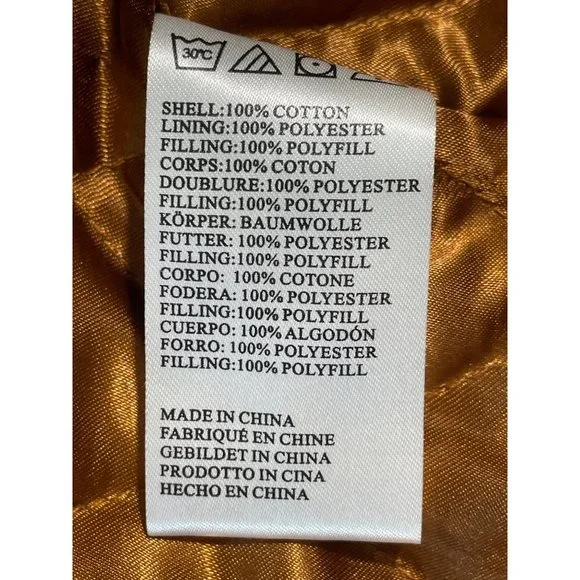 30°C
SHELL:100% COTTON
LINING:100% POLYESTER
FILLING:100% POLYFILL
CORPS:100% COTON
DOUBLURE:100% POLYESTER
FILLING:100% POLYFILL
KÖRPER: BAUMWOLLE
FUTTER: 100% POLYESTER
FILLING:100% POLYFILL
CORPO: 100% COTONE
FODERA: 100% POLYESTER
FILLING:100% POLYFILL
CUERPO: 100% ALGODÓN
FORRO: 100% POLYESTER
FILLING:100% POLYFILL
MADE IN CHINA
FABRIQUÉ EN CHINE
GEBILDET IN CHINA
PRODOTTO IN CINA
HECHO EN CHINA